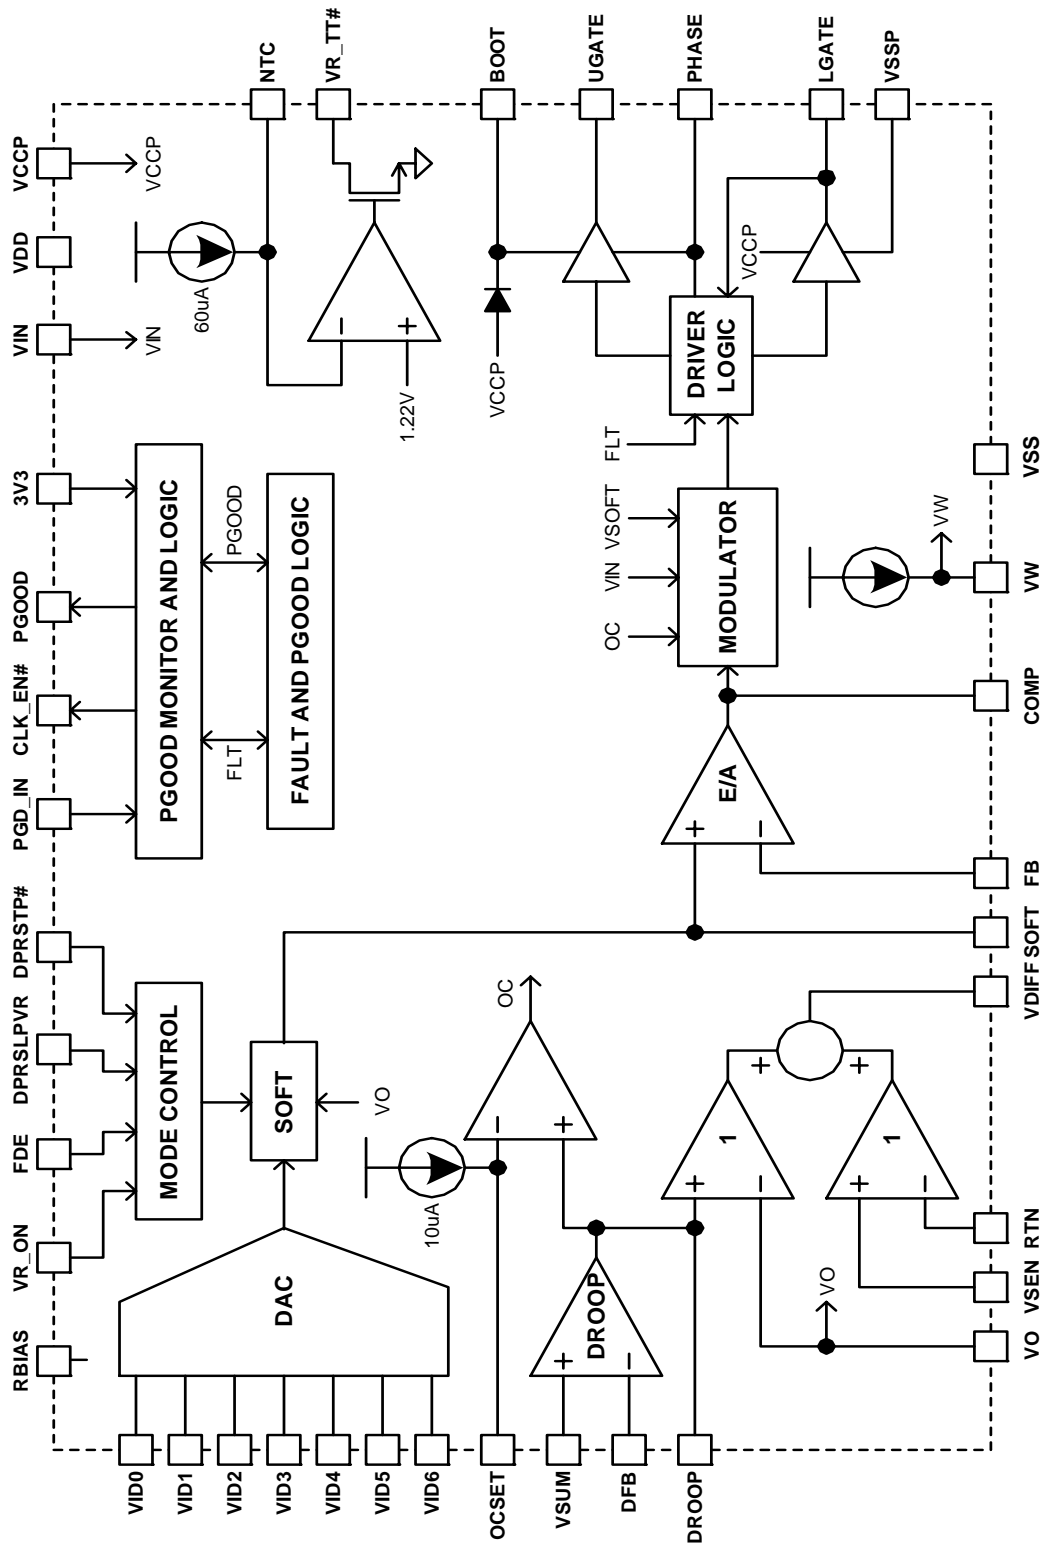 RBIAS
VR_ON
FDE
DPRSLPVR
DPRSTP#
PGD_IN
CLK_EN#
PGOOD
3V3
VIN
VDD
VCCP
VIN
VCCP
MODE CONTROL
PGOOD MONITOR AND LOGIC
60uA
NTC
FLT
PGOOD
FAULT AND PGOOD LOGIC
VR_TT#
-
+
1.22V
VID0
VID1
VID2
VID3
VID4
VID5
VID6
DAC
SOFT
VO
10uA
OCSET
-
+
OC
VCCP
BOOT
UGATE
PHASE
VSUM
DFB
DROOP
+
-
DROOP
FLT
DRIVER
LOGIC
VCCP
LGATE
VSSP
OC
VIN
VSOFT
MODULATOR
+
-
E/A
+
-
1
+
+
+
-
1
VO
VW
VO
VSEN
RTN
VDIFF
SOFT
FB
COMP
VW
VSS